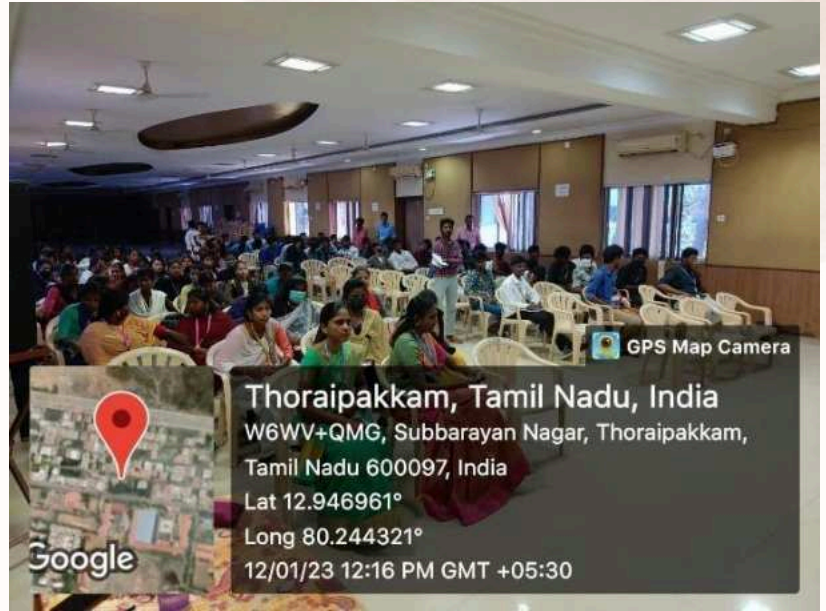 GPS Map Camera
Thoraipakkam, Tamil Nadu, India
W6WV+QMG, Subbarayan Nagar, Thoraipakkam,
Tamil Nadu 600097, India
Lat 12.946961°
Long 80.244321°
12/01/23 12:16 PM GMT +05:30
Google